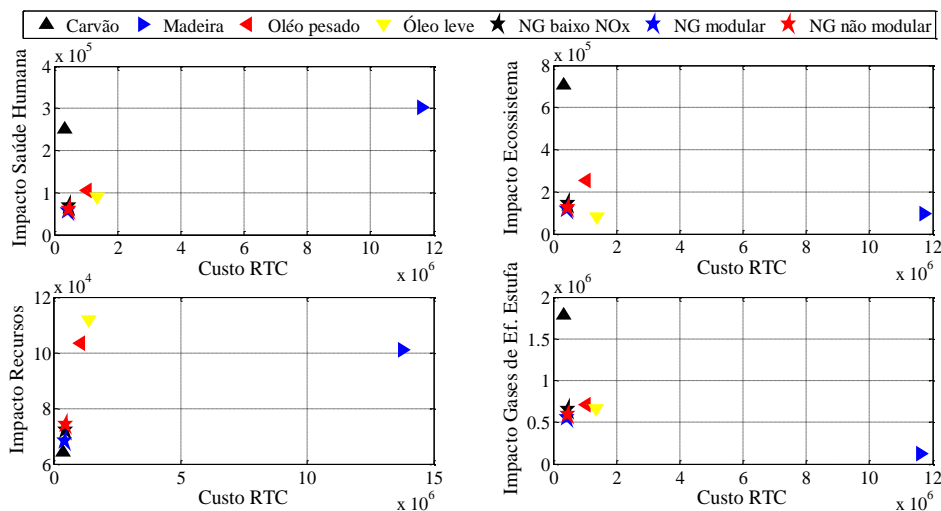 Carvão Madeira Oléo pesado Óleo leve NG baixo NOx NG modular NG não modular
x 10^5
Impacto Saúde Humana
4
3
2
1
0
0 2 4 6 8 10 12
Custo RTC
x 10^6
x 10^5
Impacto Ecossistema
8
6
4
2
0
0 2 4 6 8 10 12
Custo RTC
x 10^6
x 10^4
Impacto Recursos
12
10
8
6
0 5 10 15
Custo RTC
x 10^6
x 10^6
Impacto Gases de Ef. Estufa
2
1.5
1
0.5
0
0 2 4 6 8 10 12
Custo RTC
x 10^6